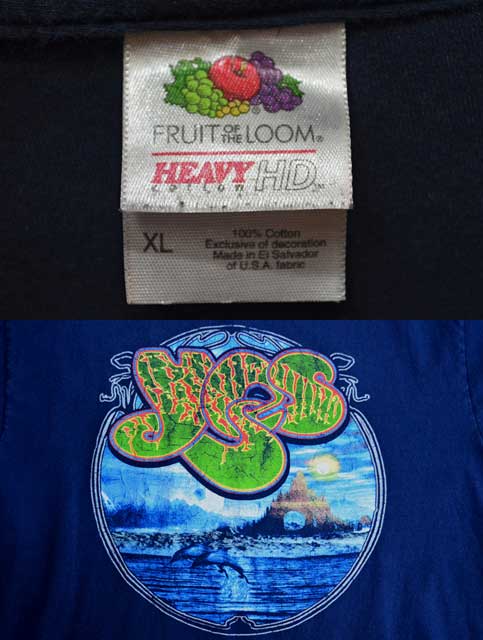 FRUIT OF THE LOOM®
HEAVY HD™
cotton
XL
100% Cotton
Exclusive of decoration
Made in El Salvador
of U.S.A. fabric
YES